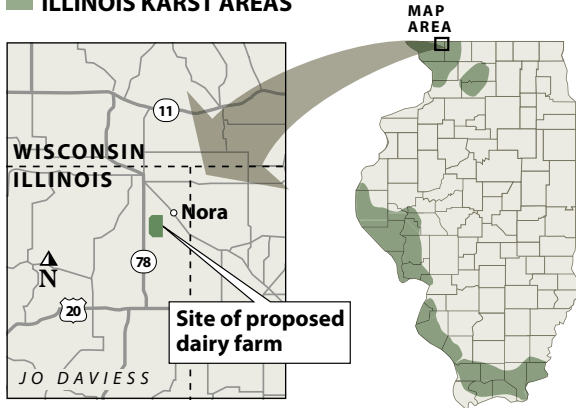 ILLINOIS KARST AREAS
MAP
AREA
11
WISCONSIN
ILLINOIS
Nora
78
N
20
Site of proposed
dairy farm
JO DAVIESS